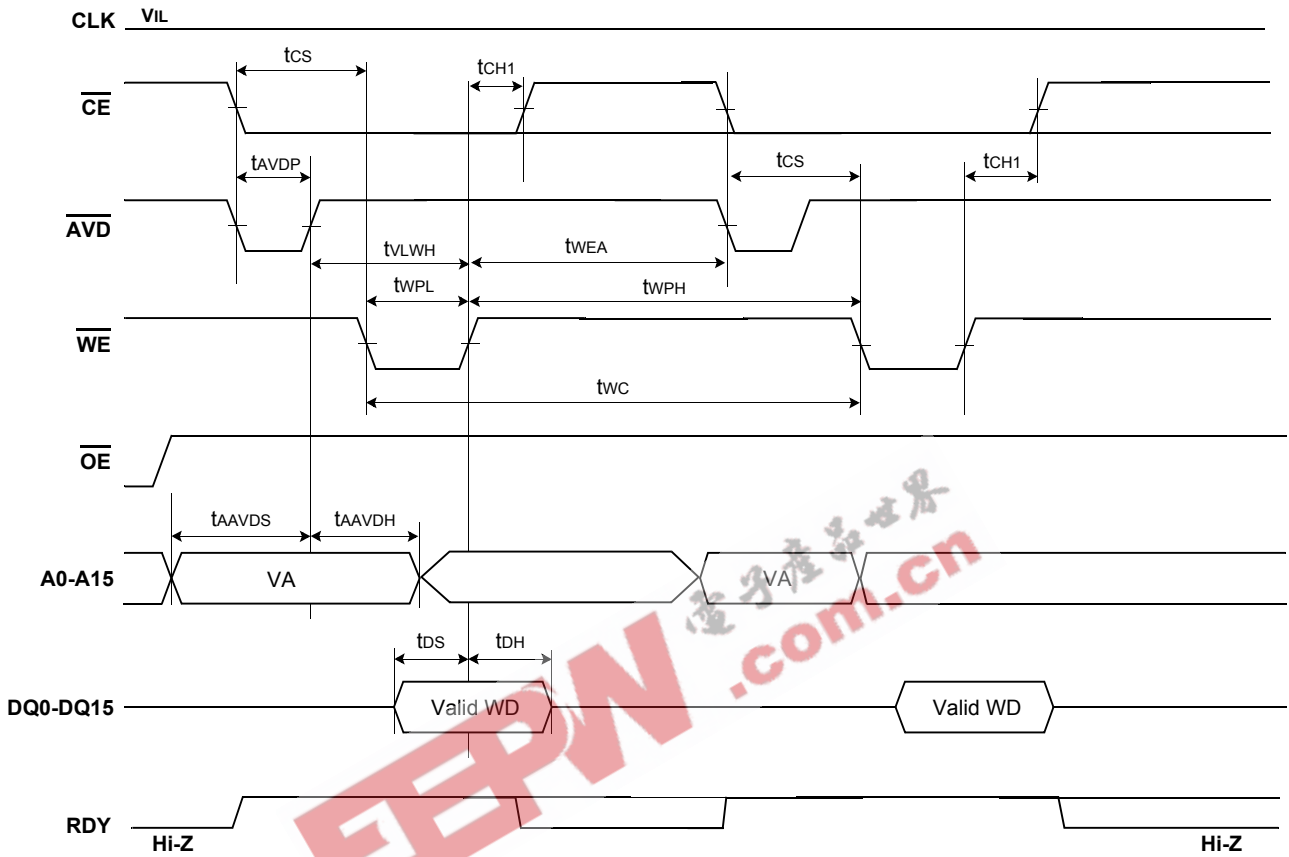 CLK VIL
tCS
tCH1
CE
tAVDP
tCS
tCH1
AVD
tVLWH
tWEA
tWPL
tWPH
WE
tWC
OE
tAAVDS
tAAVDH
A0-A15
VA
VA
tDS
tDH
DQ0-DQ15
Valid WD
Valid WD
RDY
Hi-Z
Hi-Z
電子產品世界
EEPW
.com.cn